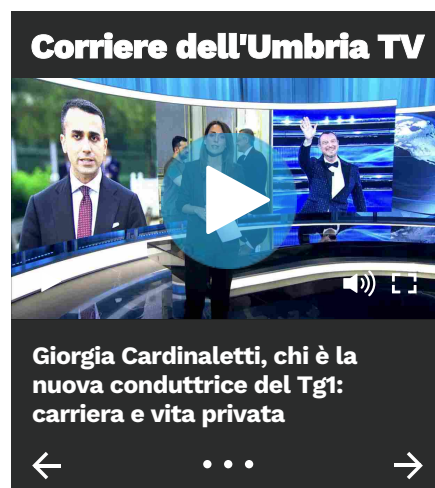 Corriere dell'Umbria TV
Giorgia Cardinaletti, chi è la
nuova conduttrice del Tg1:
carriera e vita privata